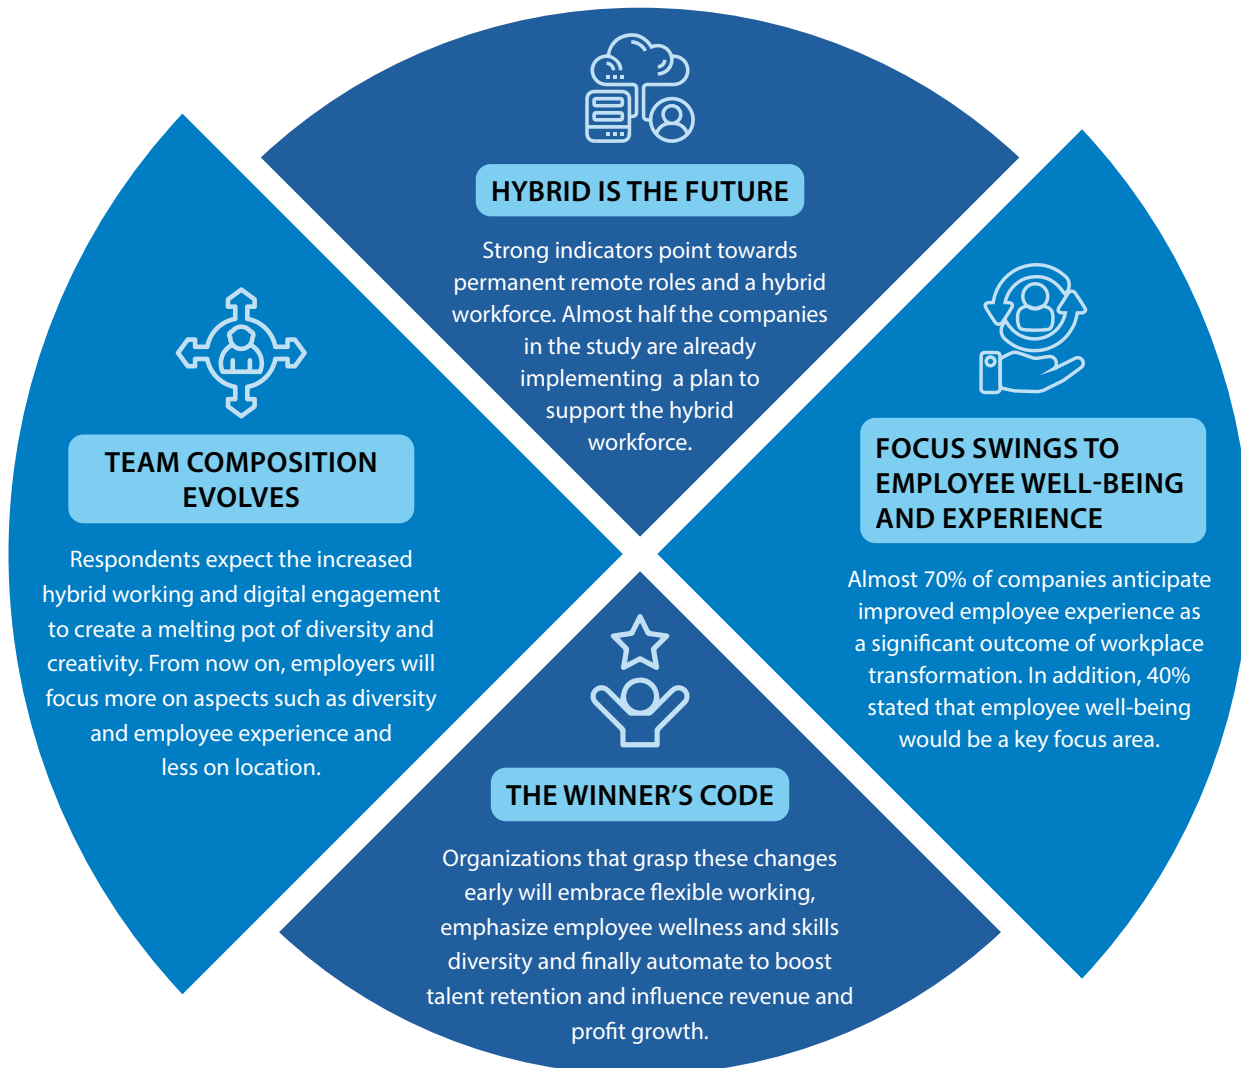 HYBRID IS THE FUTURE
Strong indicators point towards
permanent remote roles and a hybrid
workforce. Almost half the companies
in the study are already
implementing a plan to
support the hybrid
workforce.
TEAM COMPOSITION
EVOLVES
Respondents expect the increased
hybrid working and digital engagement
to create a melting pot of diversity and
creativity. From now on, employers will
focus more on aspects such as diversity
and employee experience and
less on location.
FOCUS SWINGS TO
EMPLOYEE WELL-BEING
AND EXPERIENCE
Almost 70% of companies anticipate
improved employee experience as
a significant outcome of workplace
transformation. In addition, 40%
stated that employee well-being
would be a key focus area.
THE WINNER’S CODE
Organizations that grasp these changes
early will embrace flexible working,
emphasize employee wellness and skills
diversity and finally automate to boost
talent retention and influence revenue and
profit growth.